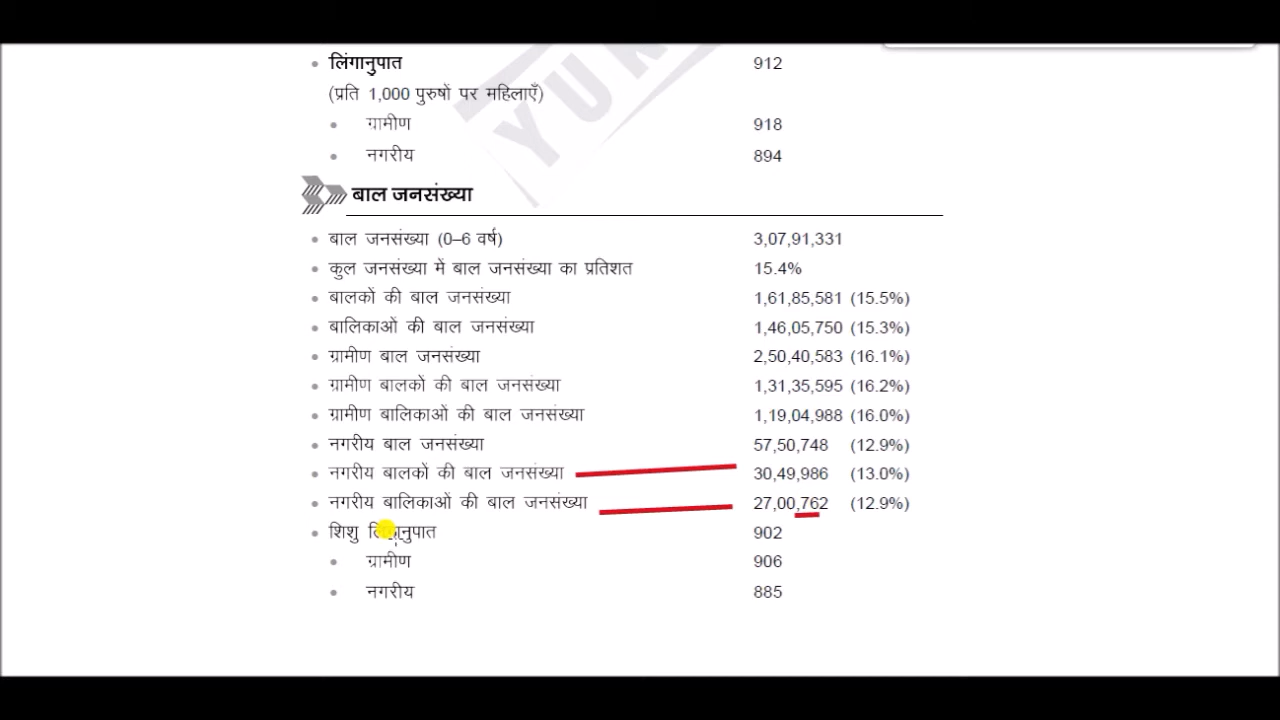 लिंगानुपात 912
(प्रति 1,000 पुरुषों पर महिलाएँ)
ग्रामीण 918
नगरीय 894
बाल जनसंख्या
बाल जनसंख्या (0–6 वर्ष) 3,07,91,331
कुल जनसंख्या में बाल जनसंख्या का प्रतिशत 15.4%
बालकों की बाल जनसंख्या 1,61,85,581 (15.5%)
बालिकाओं की बाल जनसंख्या 1,46,05,750 (15.3%)
ग्रामीण बाल जनसंख्या 2,50,40,583 (16.1%)
ग्रामीण बालकों की बाल जनसंख्या 1,31,35,595 (16.2%)
ग्रामीण बालिकाओं की बाल जनसंख्या 1,19,04,988 (16.0%)
नगरीय बाल जनसंख्या 57,50,748 (12.9%)
नगरीय बालकों की बाल जनसंख्या 30,49,986 (13.0%)
नगरीय बालिकाओं की बाल जनसंख्या 27,00,762 (12.9%)
शिशु लिंगानुपात 902
ग्रामीण 906
नगरीय 885